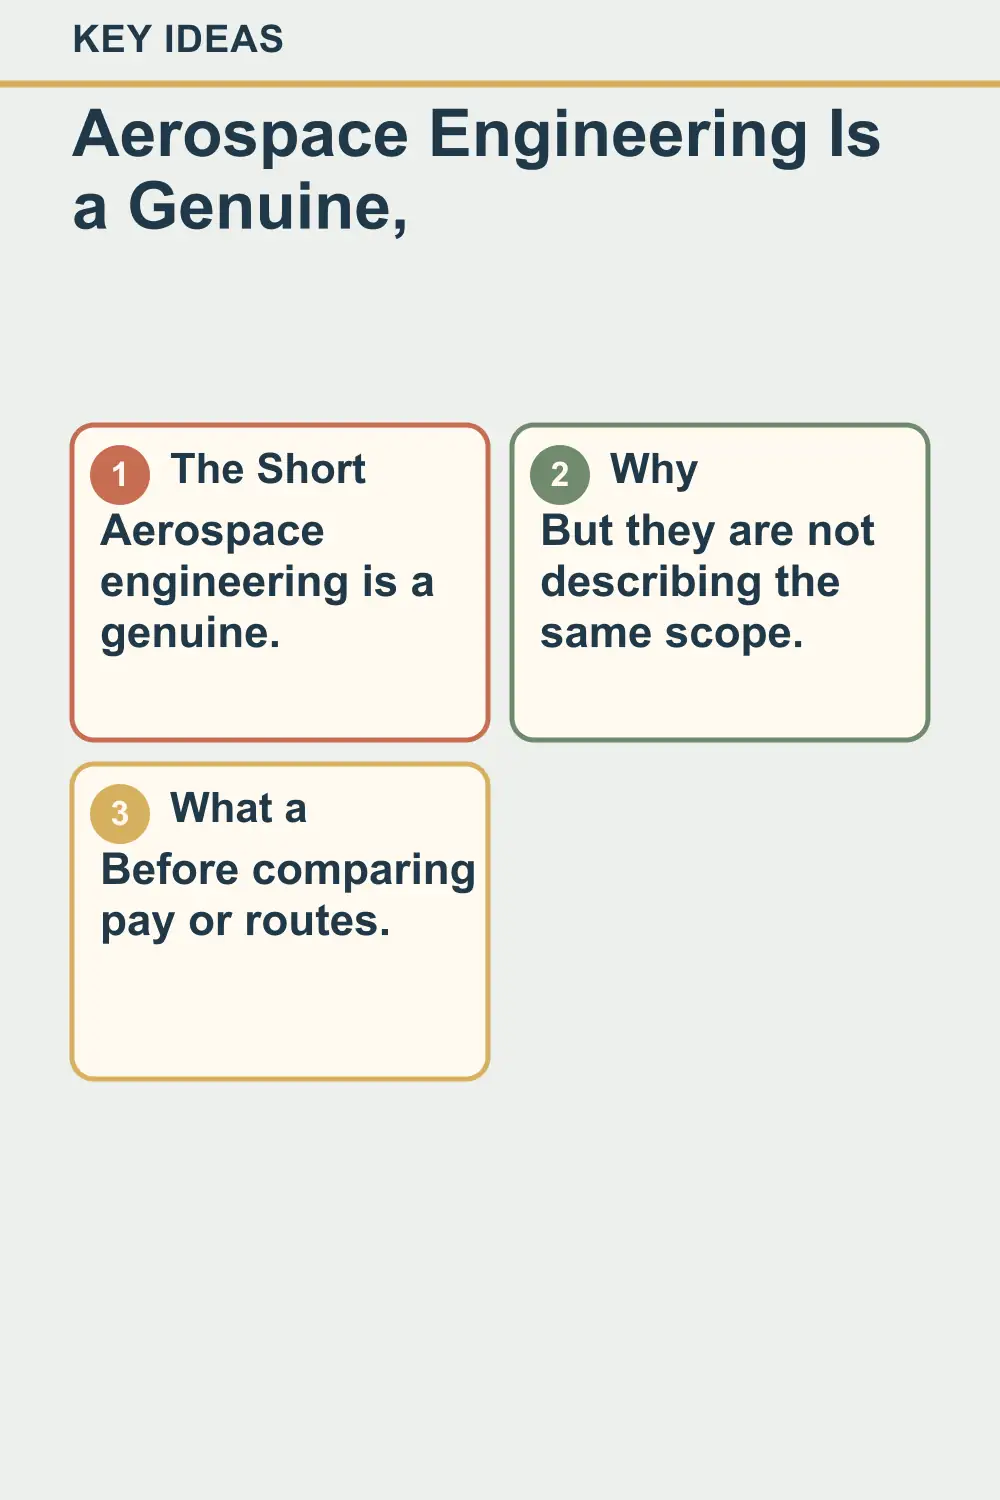 KEY IDEAS
Aerospace Engineering Is
a Genuine,
1 The Short
Aerospace
engineering is a
genuine.
2 Why
But they are not
describing the
same scope.
3 What a
Before comparing
pay or routes.